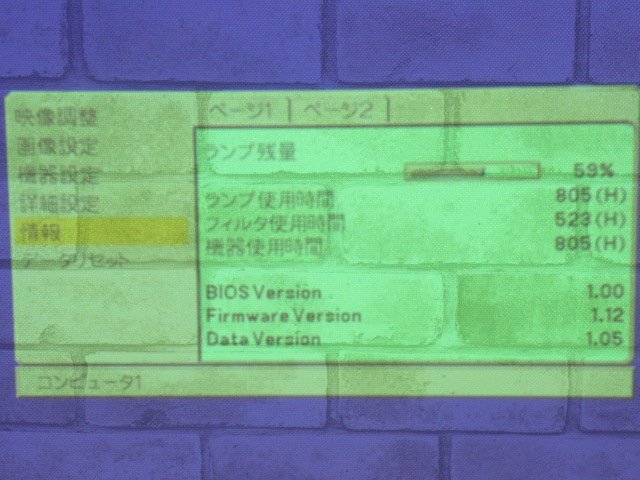 映像調整
画像設定
機器設定
詳細設定
情報
データリセット
ページ1 ページ2
ランプ残量
59%
ランプ使用時間 805(H)
フィルタ使用時間 523(H)
機器使用時間 805(H)
BIOS Version 1.00
Firmware Version 1.12
Data Version 1.05
コンピュータ1